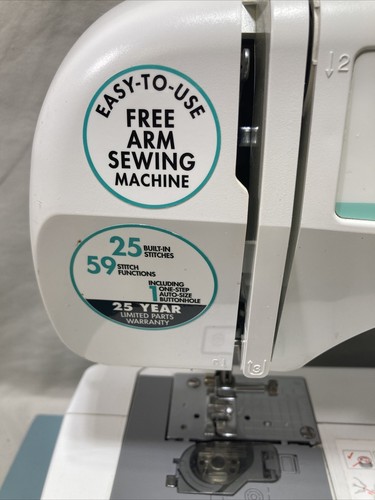 EASY-TO-USE
FREE
ARM
SEWING
MACHINE
25 BUILT-IN
STITCHES
59 STITCH
FUNCTIONS
INCLUDING
1 ONE-STEP
AUTO-SIZE
BUTTONHOLE
25 YEAR
LIMITED PARTS
WARRANTY
2
3